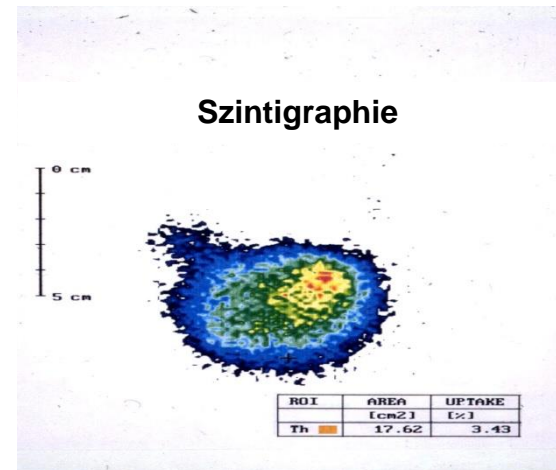 Szintigraphie
0 cm
5 cm
ROI AREA UPTAKE
[cm2] [%]
Th 17.62 3.43